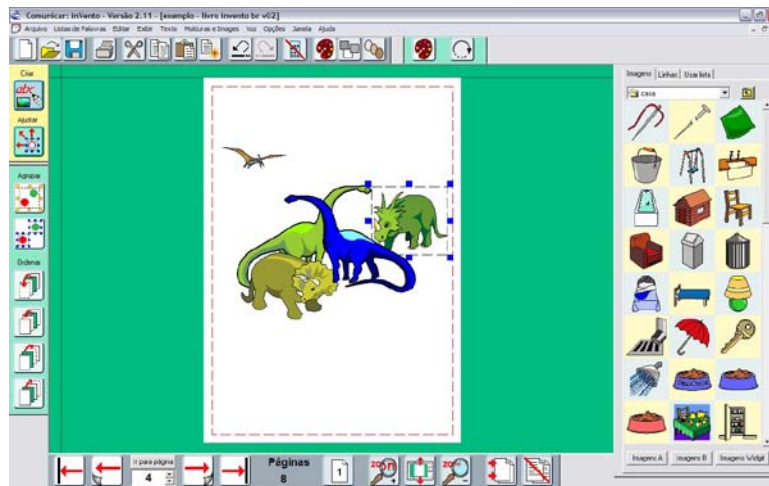 Comunicar: inVento - Versão 2.11 - [exemplo - livro invento br v02]
Arquivo Listas de Palavras Editar Exibir Texto Molduras e Images Voz Opções Janela Ajuda
Criar
abc
Ajustar
Agrupar
Ordenar
Imagens Linhas Usar lista
casa
Imagens A Imagens B Imagens Widgit
Ir para página
4
Páginas
8
1